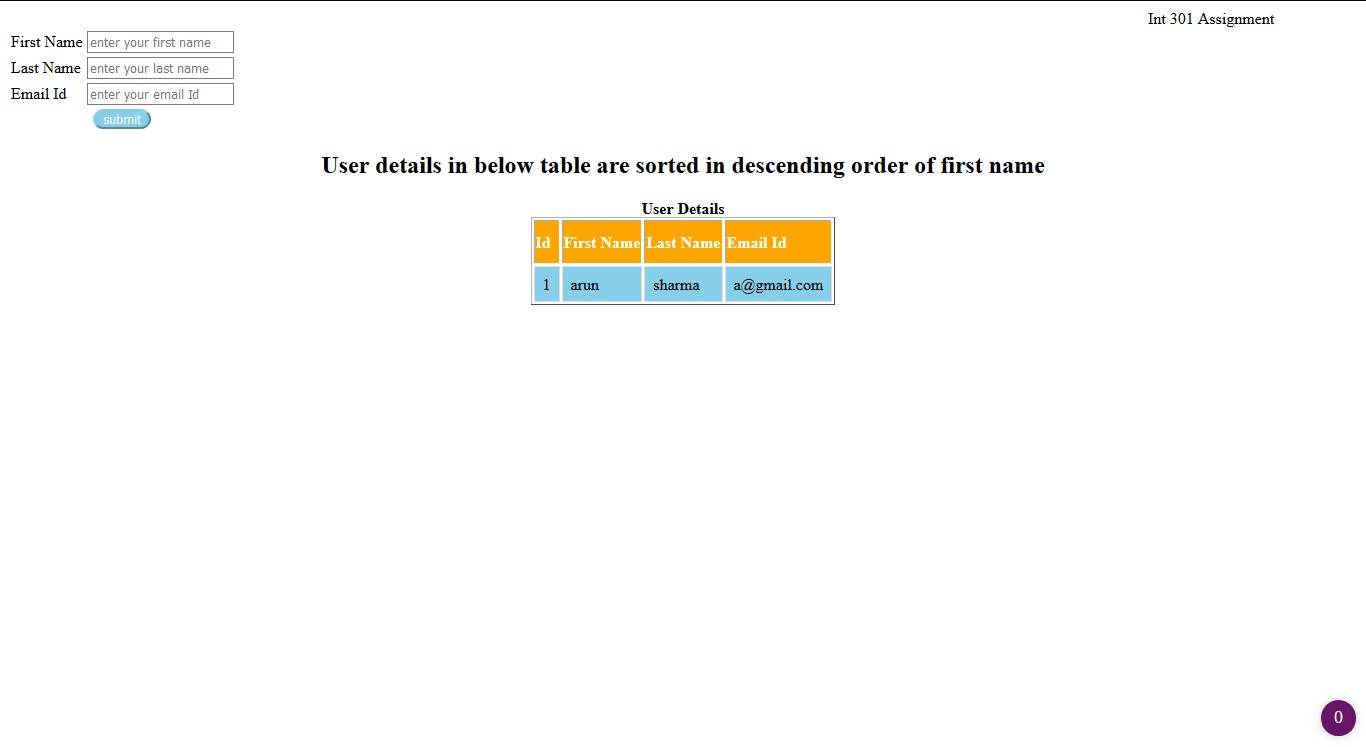 Int 301 Assignment
First Name enter your first name
Last Name enter your last name
Email Id enter your email Id
submit
User details in below table are sorted in descending order of first name
User Details
Id First Name Last Name Email Id
1 arun sharma a@gmail.com
0